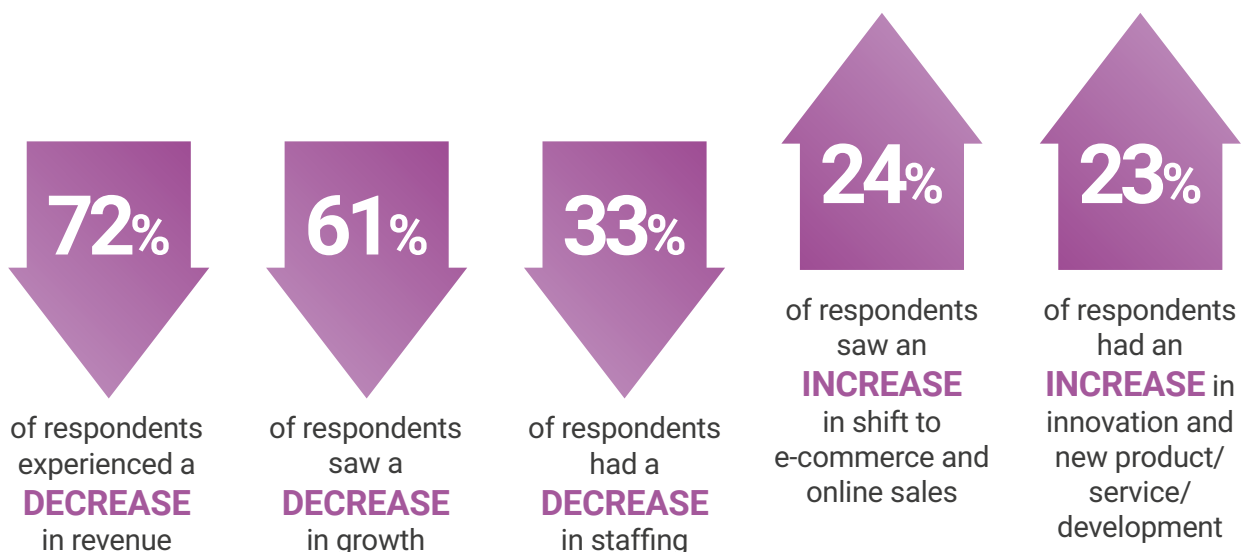 72%
of respondents
experienced a
DECREASE
in revenue
61%
of respondents
saw a
DECREASE
in growth
33%
of respondents
had a
DECREASE
in staffing
24%
of respondents
saw an
INCREASE
in shift to
e-commerce and
online sales
23%
of respondents
had an
INCREASE in
innovation and
new product/
service/
development